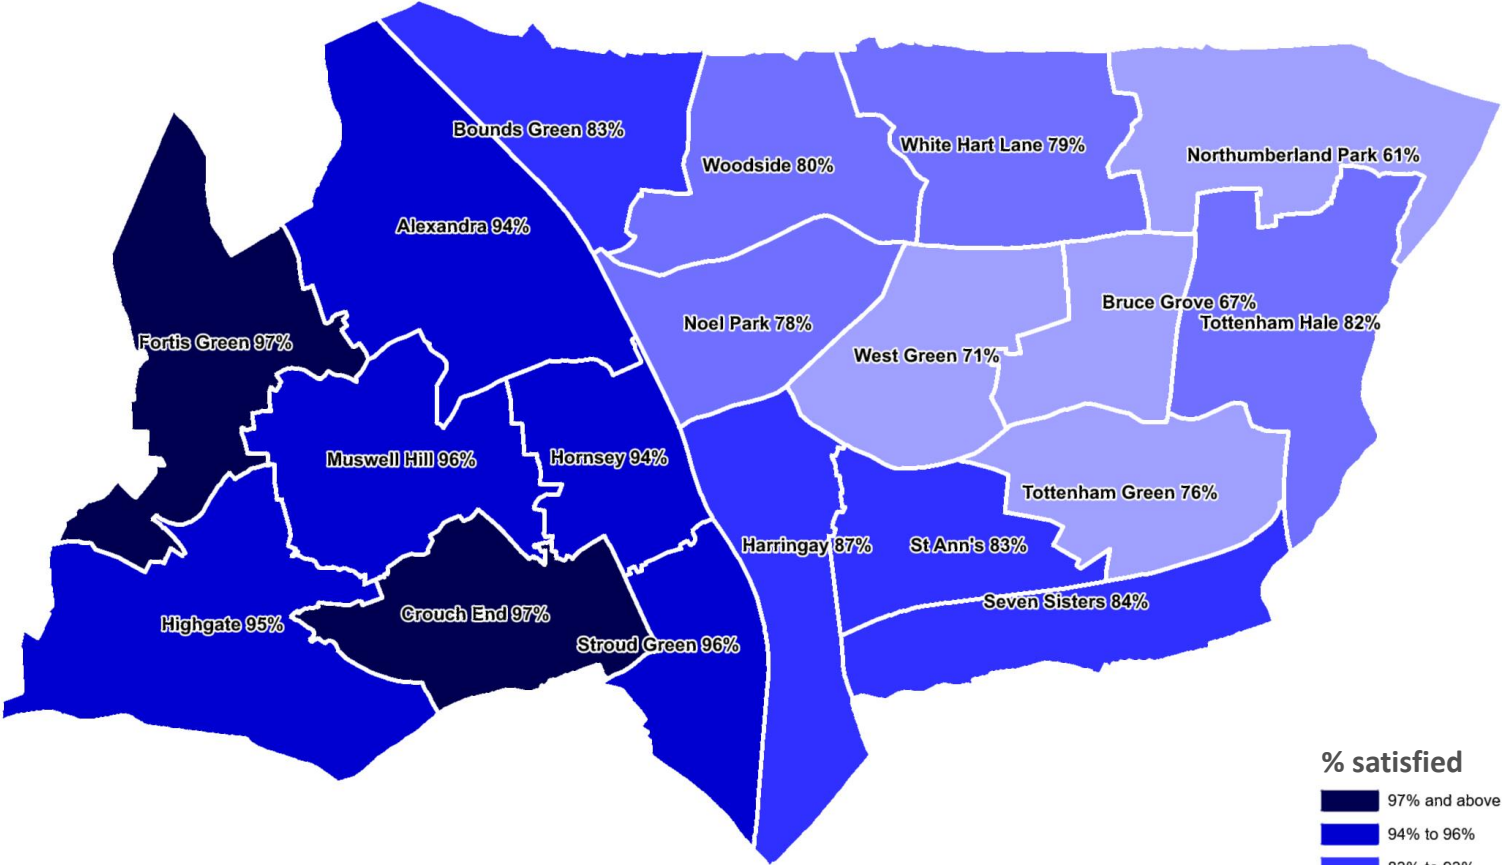 Bounds Green 83%
Woodside 80%
White Hart Lane 79%
Northumberland Park 61%
Alexandra 94%
Bruce Grove 67%
Noel Park 78%
Tottenham Hale 82%
Fortis Green 97%
West Green 71%
Muswell Hill 96%
Hornsey 94%
Tottenham Green 76%
Harringay 87%
St Ann's 83%
Seven Sisters 84%
Crouch End 97%
Highgate 95%
Stroud Green 96%
% satisfied
97% and above
94% to 96%